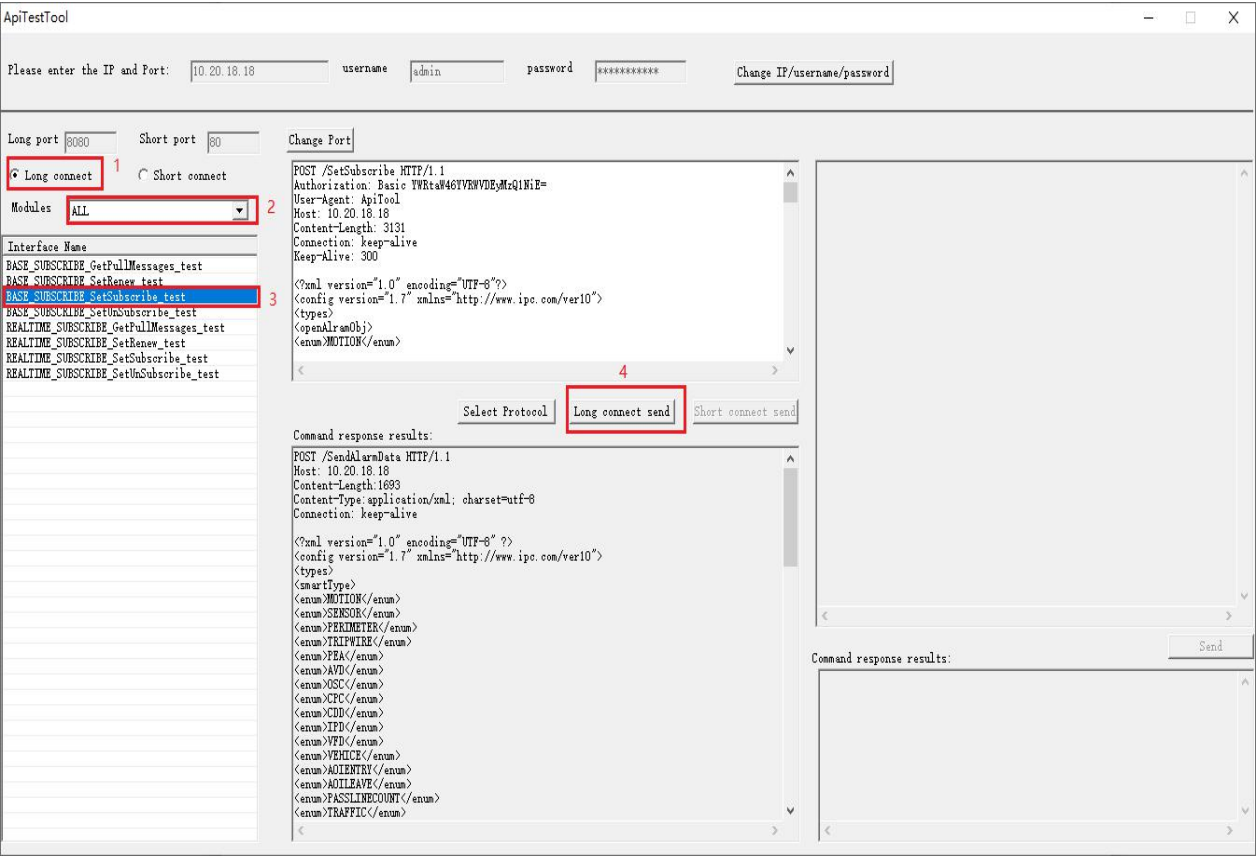 ApiTestTool
Please enter the IP and Port: 10.20.18.18 username admin password *********** Change IP/username/password
Long port 8080 Short port 80 Change Port
Long connect 1 Short connect
Modules ALL 2
Interface Name
BASE_SUBSCRIBE_GetPullMessages_test
BASE_SUBSCRIBE_SetRenew_test
BASE_SUBSCRIBE_SetSubscribe_test 3
BASE_SUBSCRIBE_SetUnSubscribe_test
REALTIME_SUBSCRIBE_GetPullMessages_test
REALTIME_SUBSCRIBE_SetRenew_test
REALTIME_SUBSCRIBE_SetSubscribe_test
REALTIME_SUBSCRIBE_SetUnSubscribe_test
POST /SetSubscribe HTTP/1.1
Authorization: Basic YWRtaW46YVRWVDEyMzQ1NiE=
User-Agent: ApiTool
Host: 10.20.18.18
Content-Length: 3131
Connection: keep-alive
Keep-Alive: 300
<?xml version="1.0" encoding="UTF-8"?>
<config version="1.7" xmlns="http://www.ipc.com/ver10">
<types>
<openAlramObj>
<enum>MOTION</enum>
4
Select Protocol Long connect send Short connect send
Command response results:
POST /SendAlarmData HTTP/1.1
Host: 10.20.18.18
Content-Length:1693
Content-Type:application/xml; charset=utf-8
Connection: keep-alive
<?xml version="1.0" encoding="UTF-8" ?>
<config version="1.7" xmlns="http://www.ipc.com/ver10">
<types>
<smartType>
<enum>MOTION</enum>
<enum>SENSOR</enum>
<enum>PERIMETER</enum>
<enum>TRIPWIRE</enum>
<enum>PEA</enum>
<enum>AVD</enum>
<enum>OSC</enum>
<enum>CPC</enum>
<enum>CDD</enum>
<enum>IPD</enum>
<enum>VFD</enum>
<enum>VEHICE</enum>
<enum>AOIENTRY</enum>
<enum>AOILEAVE</enum>
<enum>PASSLINECOUNT</enum>
<enum>TRAFFIC</enum>
Send
Command response results: